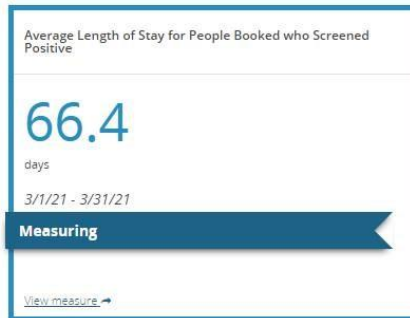 Average Length of Stay for People Booked who Screened
Positive
66.4
days
3/1/21 - 3/31/21
Measuring
View measure